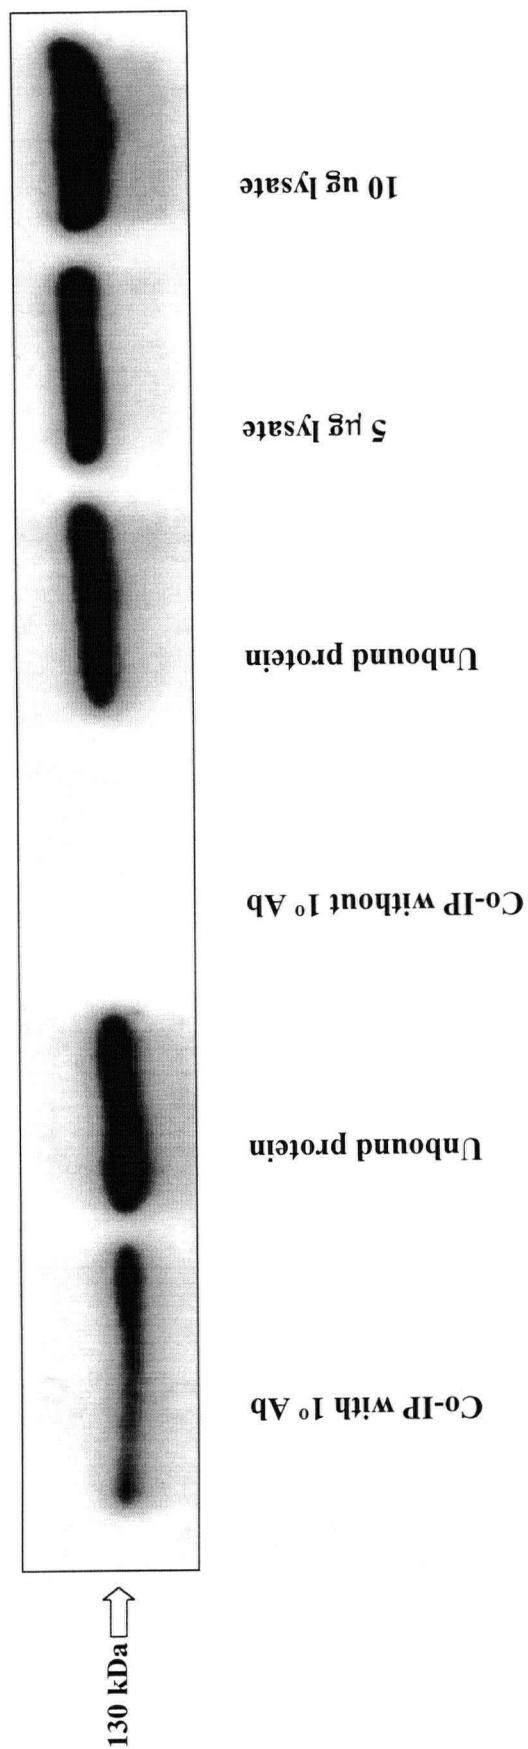 10 ug lysate
5 µg lysate
Unbound protein
Co-IP without 1° Ab
Unbound protein
Co-IP with 1° Ab
130 kDa